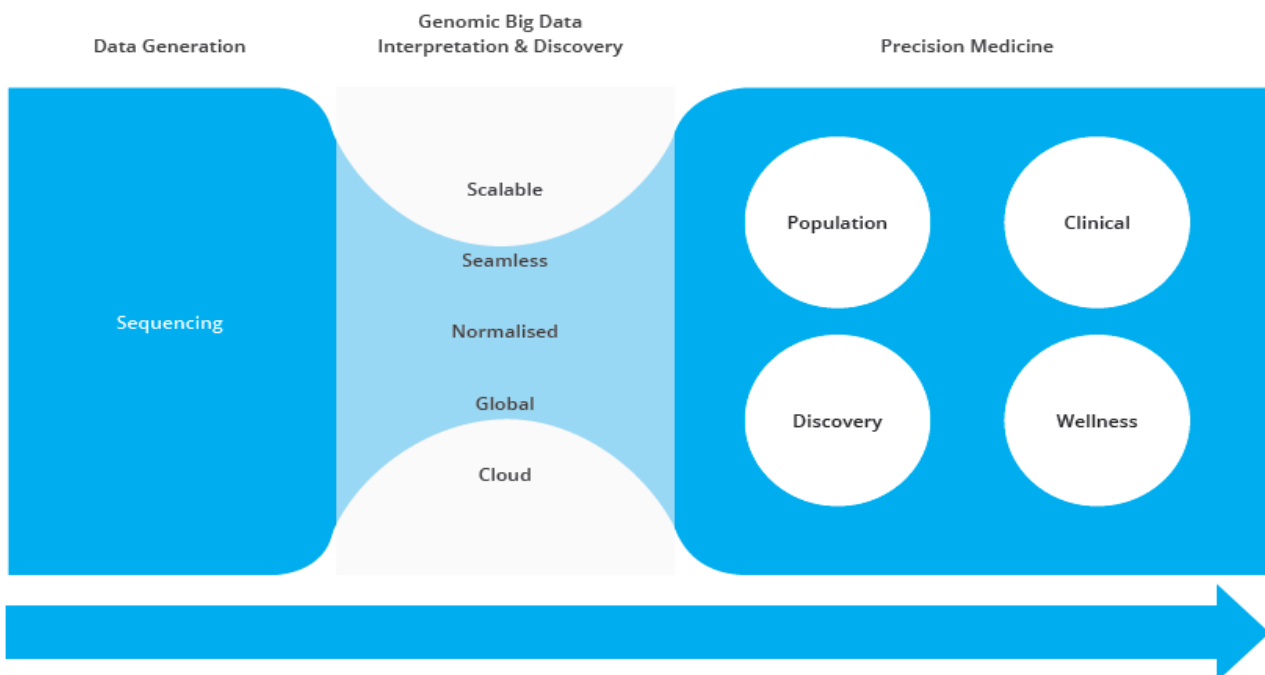 Data Generation
Genomic Big Data
Interpretation & Discovery
Precision Medicine
Sequencing
Scalable
Seamless
Normalised
Global
Cloud
Population
Clinical
Discovery
Wellness